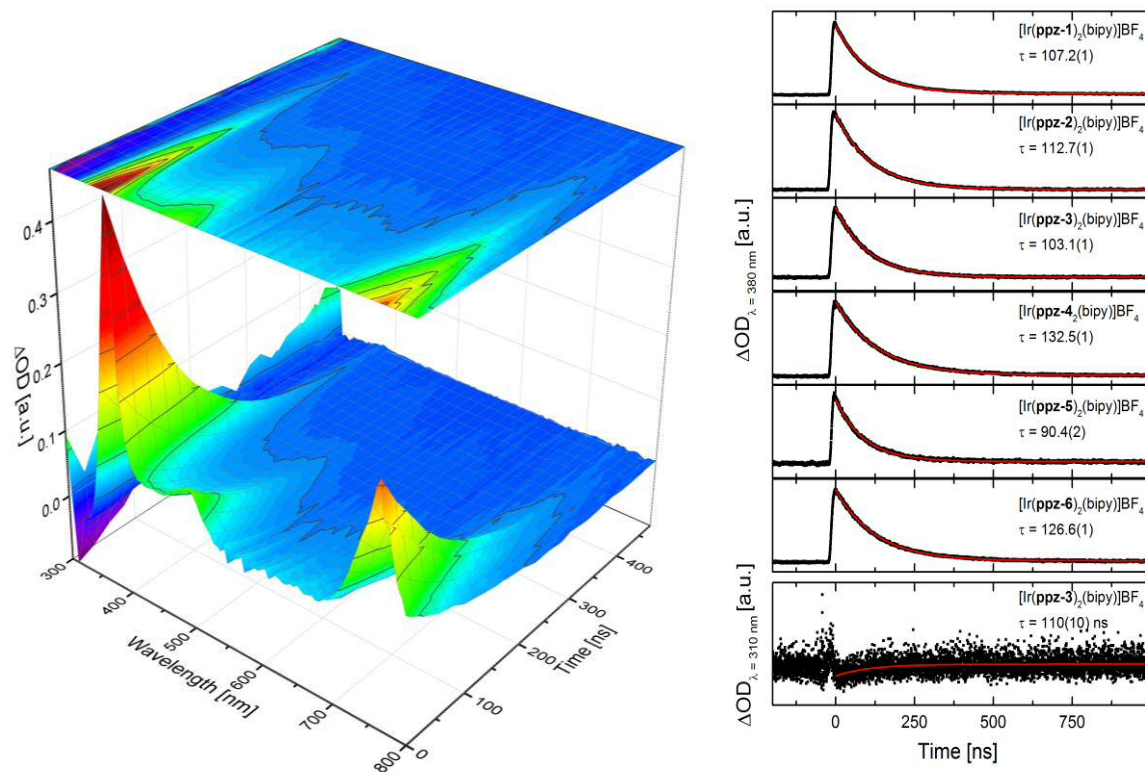 0.4
0.3
0.2
0.1
0.0
ΔOD [a.u.]
300
400
500
600
700
800
Wavelength [nm]
0
100
200
300
400
Time [ns]
[Ir(ppz-1)₂(bipy)]BF₄
τ = 107.2(1)
[Ir(ppz-2)₂(bipy)]BF₄
τ = 112.7(1)
[Ir(ppz-3)₂(bipy)]BF₄
τ = 103.1(1)
[Ir(ppz-4₂(bipy)]BF₄
τ = 132.5(1)
[Ir(ppz-5)₂(bipy)]BF₄
τ = 90.4(2)
[Ir(ppz-6)₂(bipy)]BF₄
τ = 126.6(1)
[Ir(ppz-3)₂(bipy)]BF₄
τ = 110(10) ns
ΔOD λ = 380 nm [a.u.]
ΔOD λ = 310 nm [a.u.]
0 250 500 750
Time [ns]